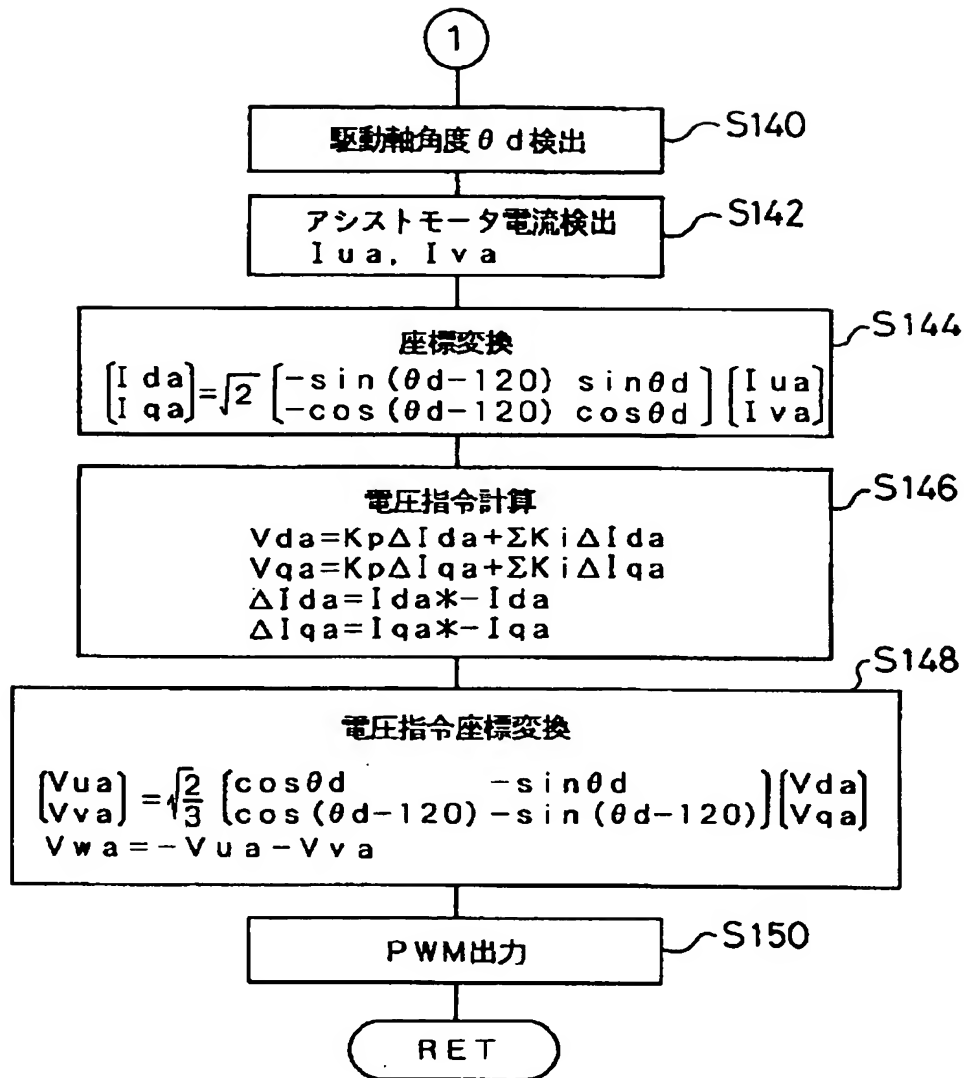 1
駆動軸角度θd検出
S140
アシストモータ電流検出
Iua, Iva
S142
座標変換
S144
[Ida] = √2 [-sin(θd-120) sinθd] [Iua]
[Iqa] [-cos(θd-120) cosθd] [Iva]
電圧指令計算
S146
Vda=KpΔIda+ΣKiΔIda
Vqa=KpΔIqa+ΣKiΔIqa
ΔIda=Ida*-Ida
ΔIqa=Iqa*-Iqa
S148
電圧指令座標変換
[Vua] = √2/3 [cosθd -sinθd] [Vda]
[Vva] [cos(θd-120) -sin(θd-120)] [Vqa]
Vwa=-Vua-Vva
PWM出力
S150
RET